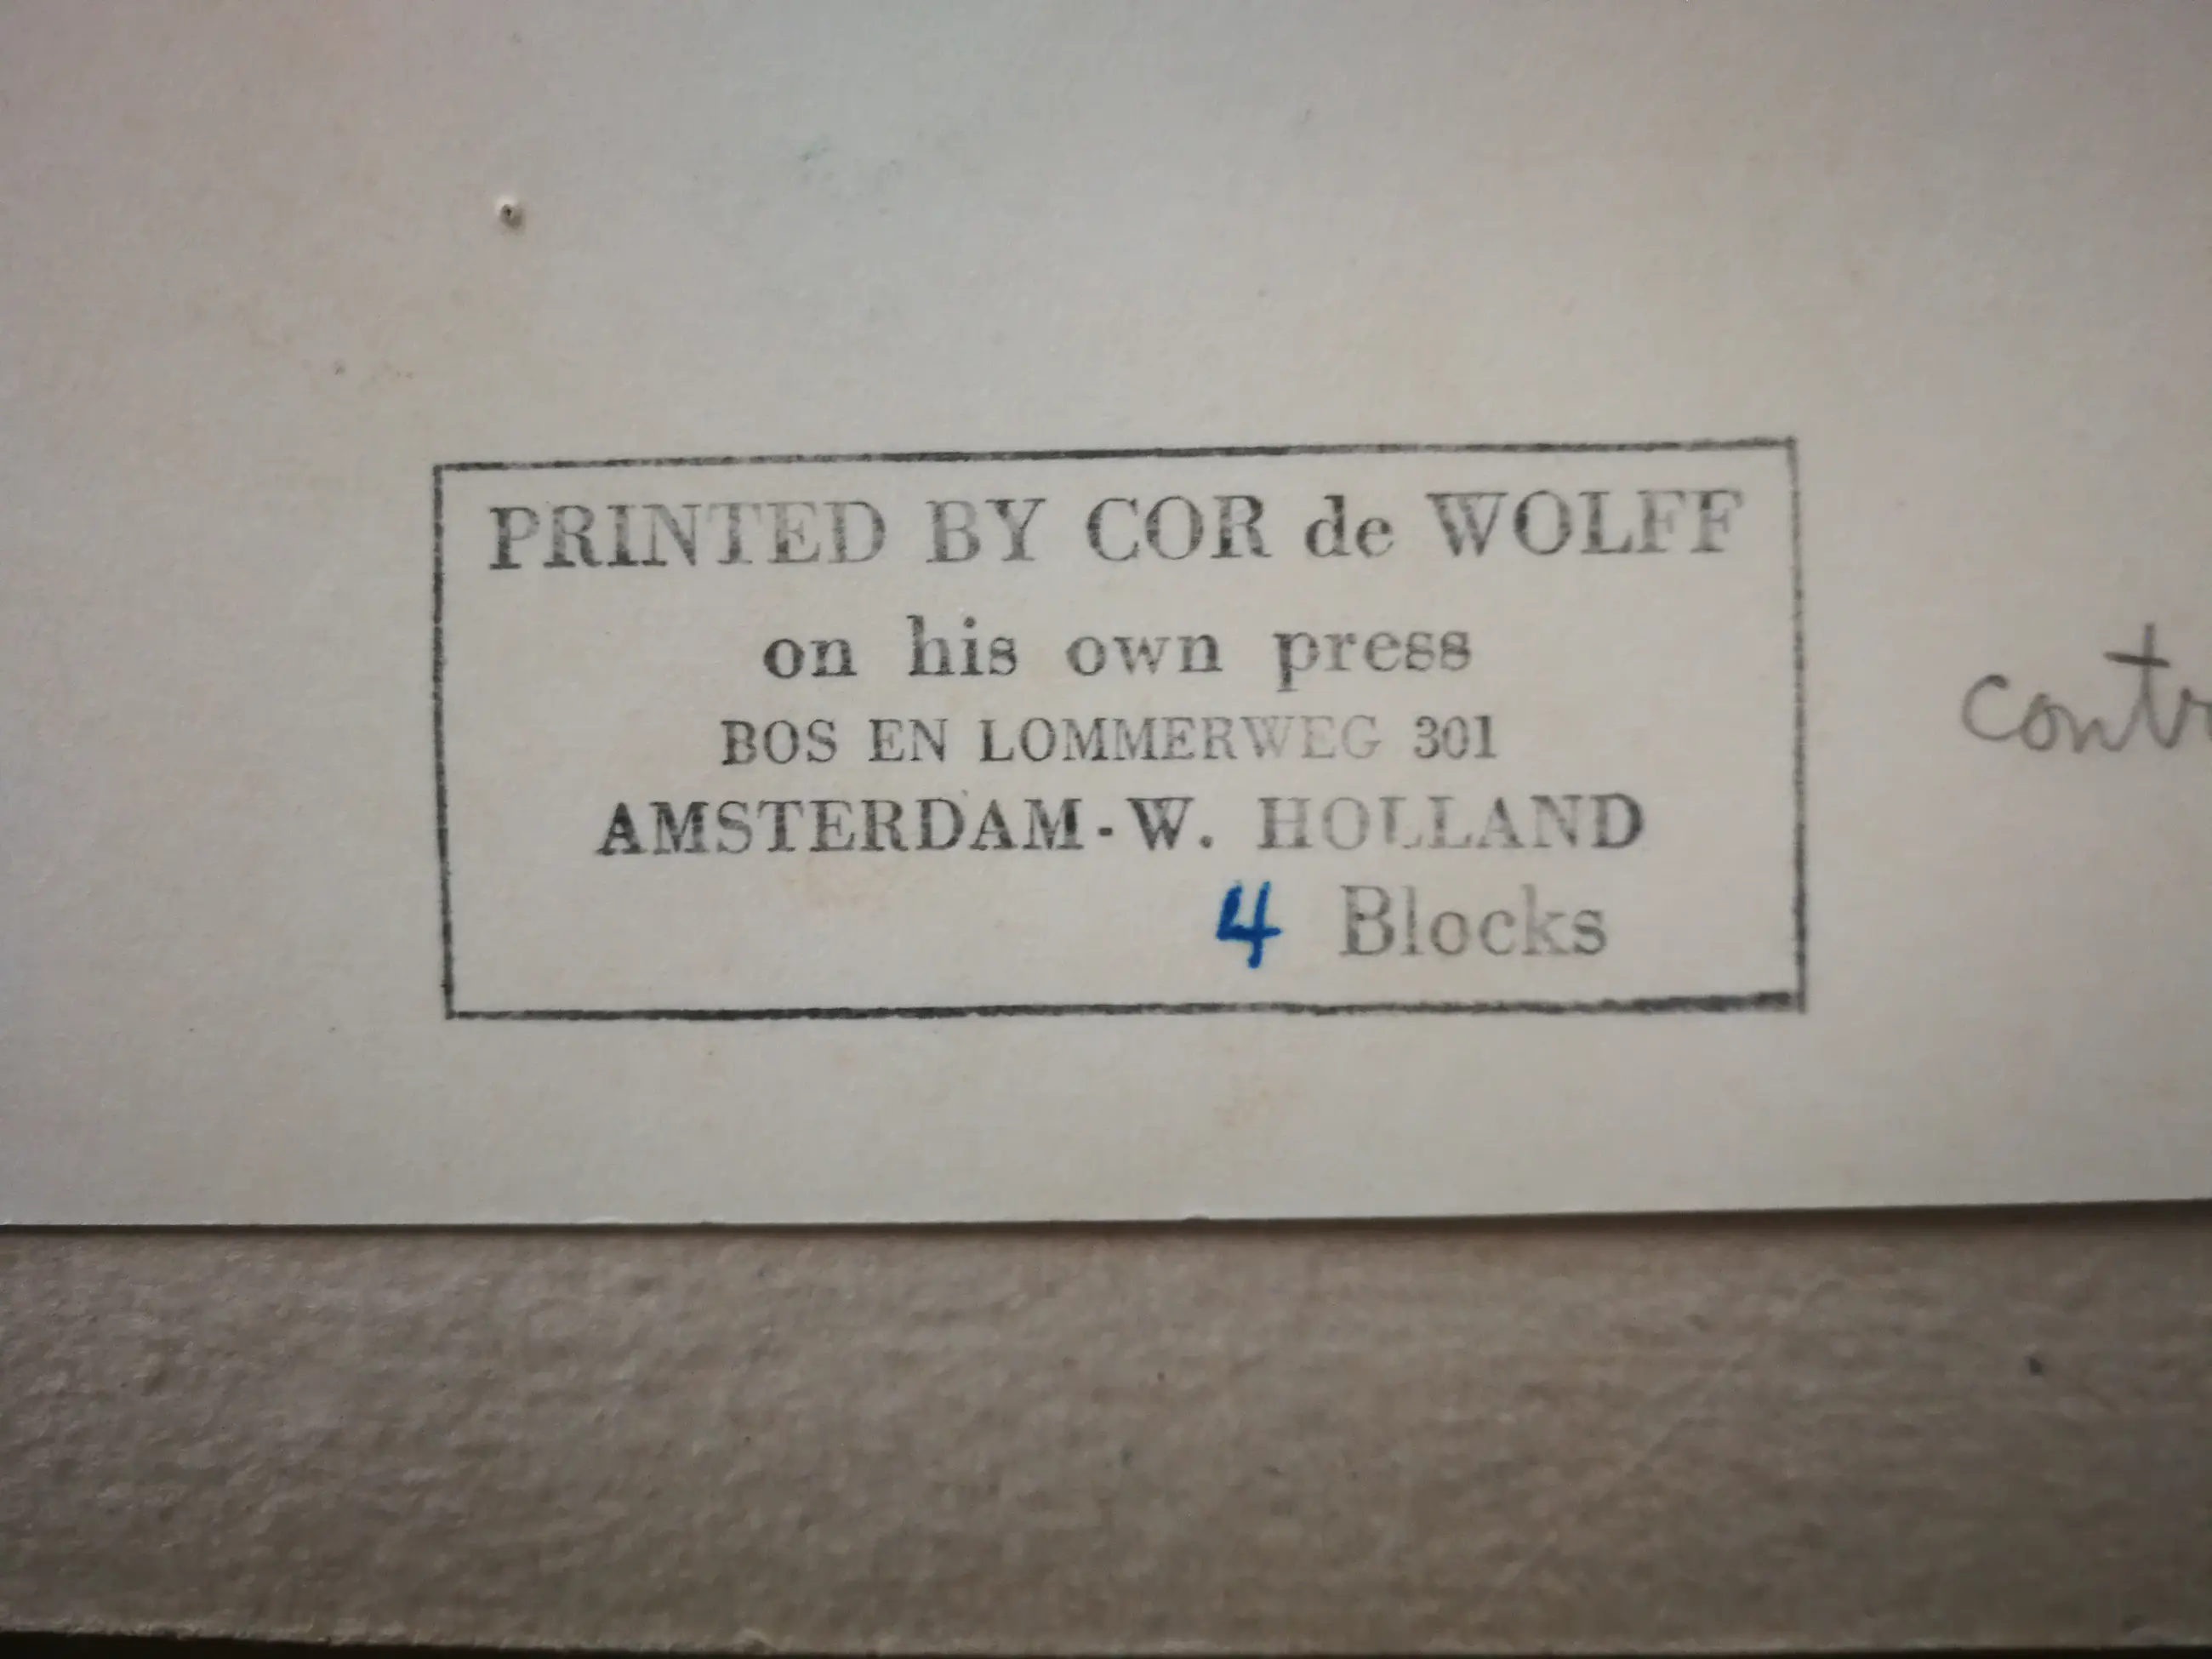 PRINTED BY COR de WOLFF
on his own press
BOS EN LOMMERWEG 301
AMSTERDAM-W. HOLLAND
4 Blocks